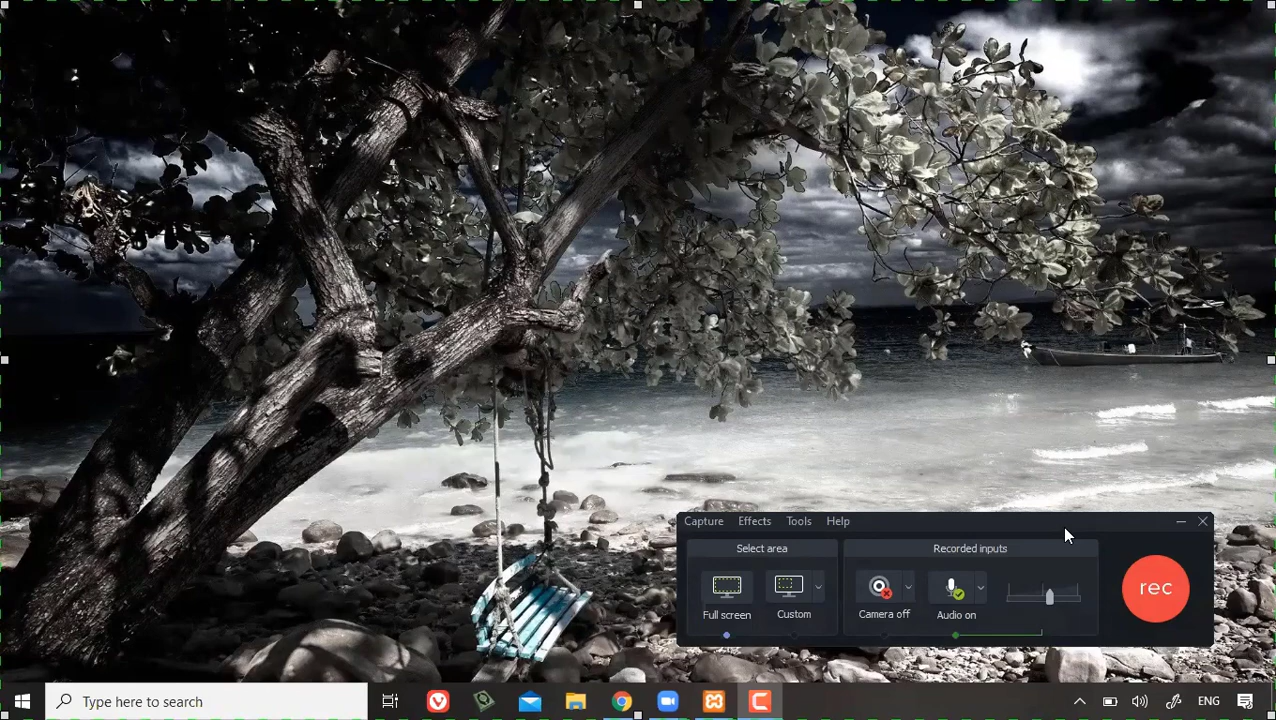 Capture Effects Tools Help
Select area
Recorded inputs
rec
Full screen
Custom
Camera off
Audio on
Type here to search
ENG